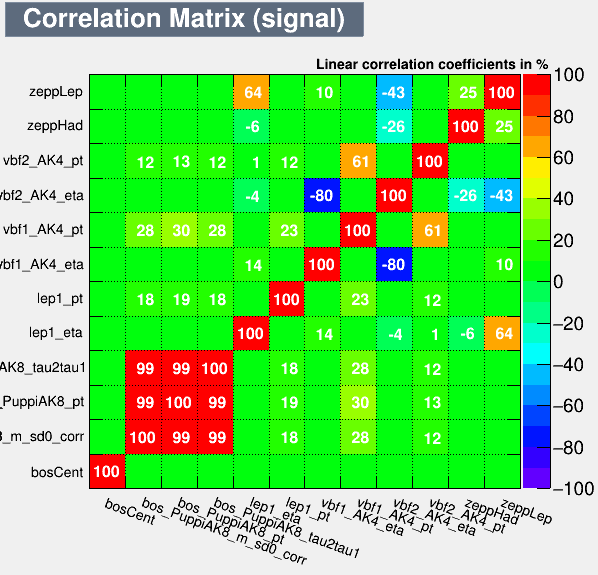 Correlation Matrix (signal)
Linear correlation coefficients in %
zeppLep 64 10 -43 25 100
zeppHad -6 -26 100 25
vbf2_AK4_pt 12 13 12 1 12 61 100
vbf2_AK4_eta -4 -80 100 -26 -43
vbf1_AK4_pt 28 30 28 23 100 61
vbf1_AK4_eta 14 100 -80 10
lep1_pt 18 19 18 100 23 12
lep1_eta 100 14 -4 1 -6 64
AK8_tau2tau1 99 99 100 18 28 12
_PuppiAK8_pt 99 100 99 19 30 13
_m_sd0_corr 100 99 99 18 28 12
bosCent 100
100
80
60
40
20
0
−20
−40
−60
−80
−100
bosCent
bos_PuppiAK8_m_sd0_corr
bos_PuppiAK8_pt
bos_PuppiAK8_tau2tau1
lep1_eta
lep1_pt
vbf1_AK4_eta
vbf1_AK4_pt
vbf2_AK4_eta
vbf2_AK4_pt
zeppHad
zeppLep